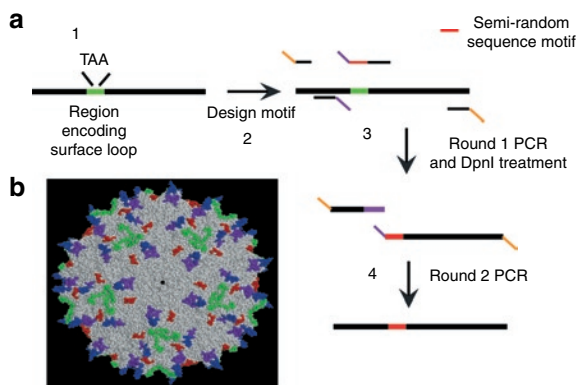 a
1
TAA
Region
encoding
surface loop
Design motif
2
3
Semi-random
sequence motif
Round 1 PCR
and DpnI treatment
b
4
Round 2 PCR